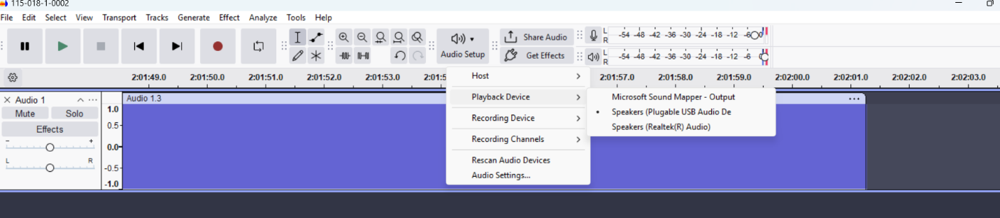 115-018-1-0002
File Edit Select View Transport Tracks Generate Effect Analyze Tools Help
Share Audio
Audio Setup
Get Effects
L -54 -48 -42 -36 -30 -24 -18 -12 -6 0
R
L -54 -48 -42 -36 -30 -24 -18 -12 -6
R
2:01:49.0 2:01:50.0 2:01:51.0 2:01:52.0 2:01:53.0 2:01:5 2:01:57.0 2:01:58.0 2:01:59.0 2:02:00.0 2:02:01.0 2:02:02.0 2:02:03.0
Audio 1 ...
Mute Solo
Effects
- +
L R
1.0
0.5-
0.0-
-0.5-
-1.0
Audio 1.3 ...
Host
Playback Device
Recording Device
Recording Channels
Rescan Audio Devices
Audio Settings...
Microsoft Sound Mapper - Output
• Speakers (Plugable USB Audio De
Speakers (Realtek(R) Audio)